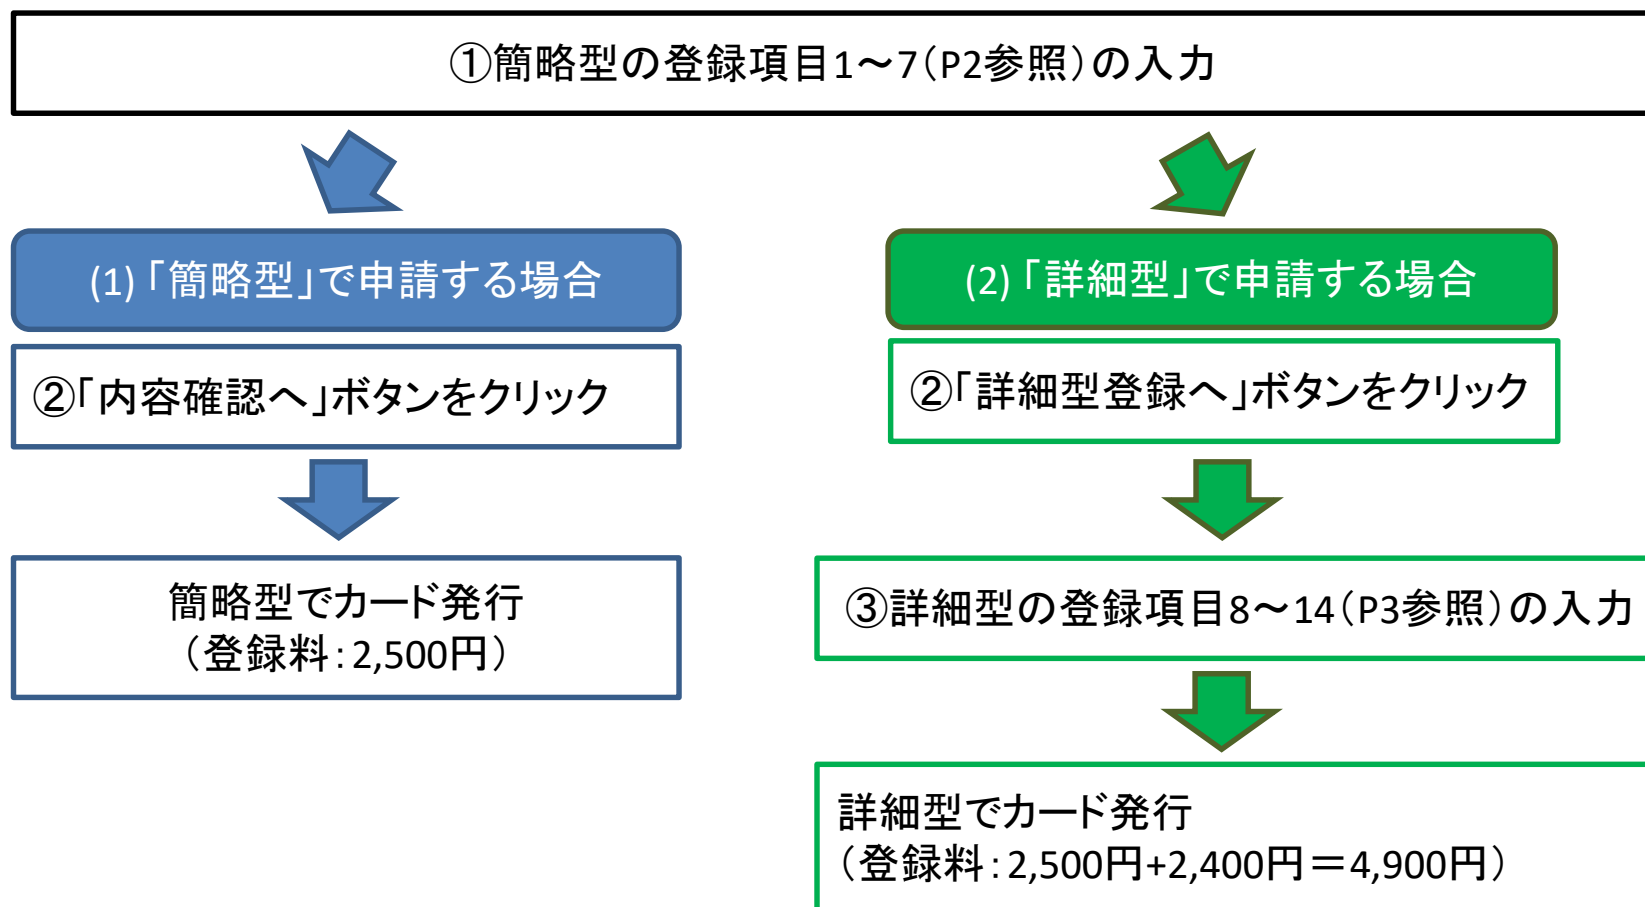 ①簡略型の登録項目1～7(P2参照)の入力
(1)「簡略型」で申請する場合
②「内容確認へ」ボタンをクリック
簡略型でカード発行
（登録料：2,500円）
(2)「詳細型」で申請する場合
②「詳細型登録へ」ボタンをクリック
③詳細型の登録項目8～14（P3参照）の入力
詳細型でカード発行
（登録料：2,500円+2,400円＝4,900円）